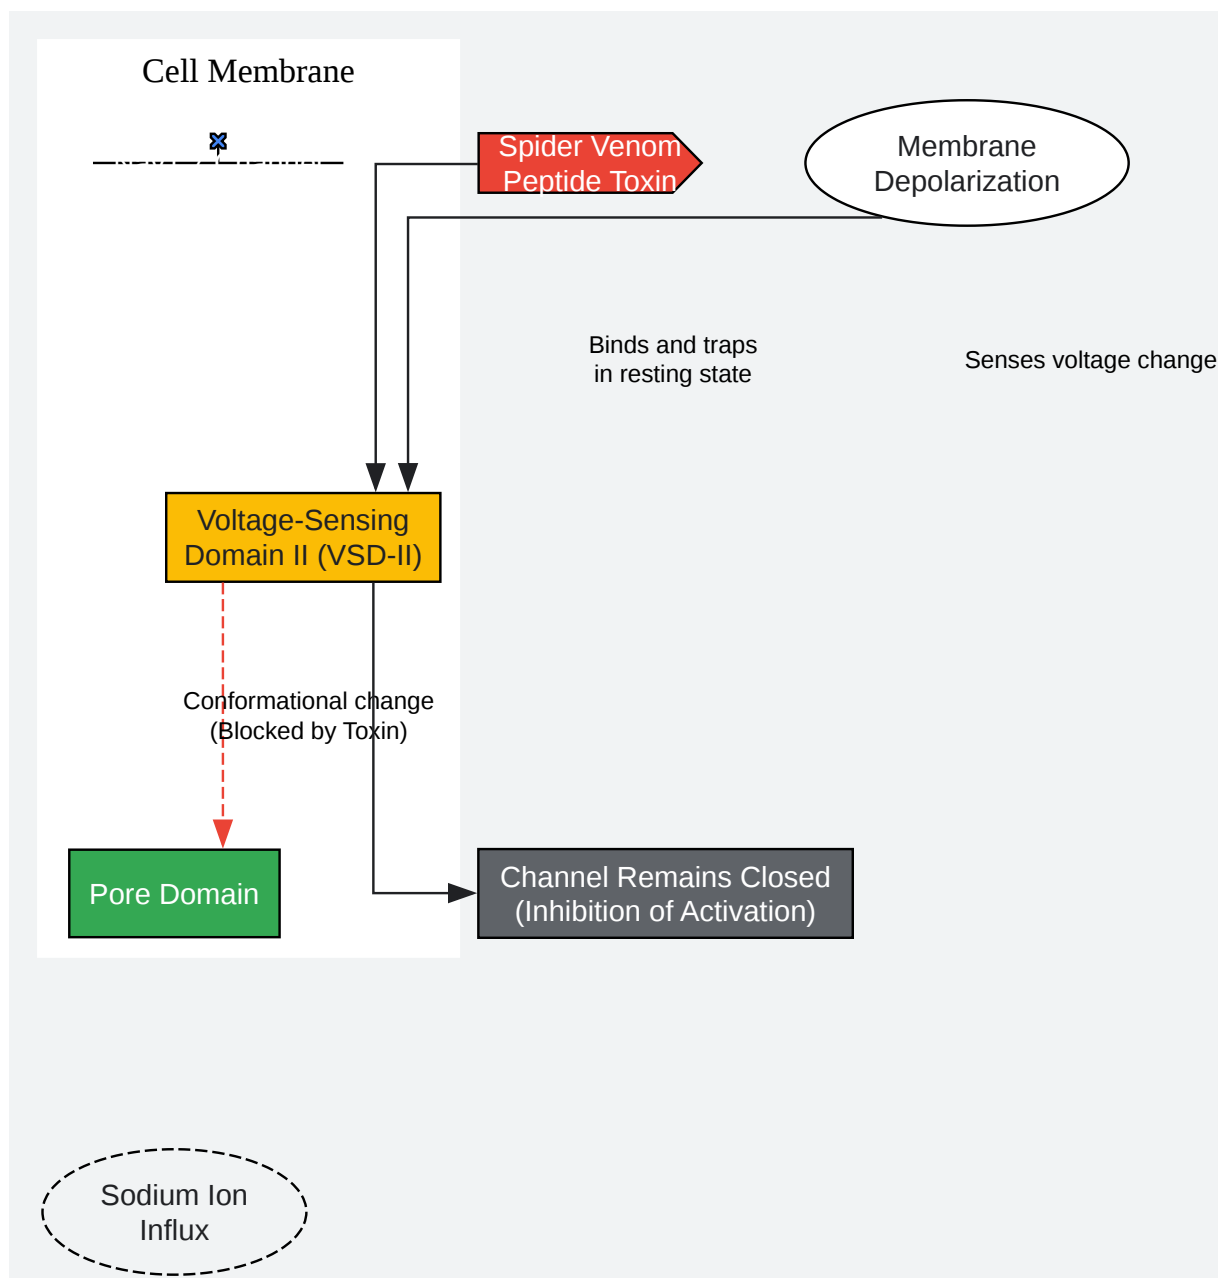 Cell Membrane
Spider Venom
Peptide Toxin
Membrane
Depolarization
Binds and traps
in resting state
Senses voltage change
Voltage-Sensing
Domain II (VSD-II)
Conformational change
(Blocked by Toxin)
Pore Domain
Channel Remains Closed
(Inhibition of Activation)
Sodium Ion
Influx